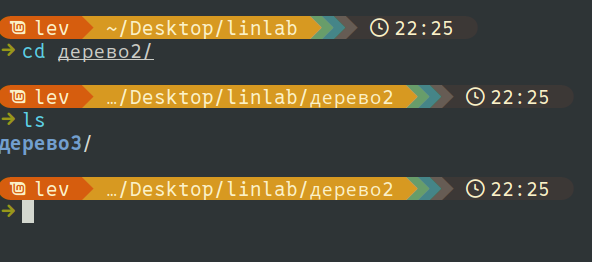 lev ~/Desktop/linlab 22:25
→ cd дерево2/
lev …/Desktop/linlab/дерево2 22:25
→ ls
дерево3/
lev …/Desktop/linlab/дерево2 22:25
→